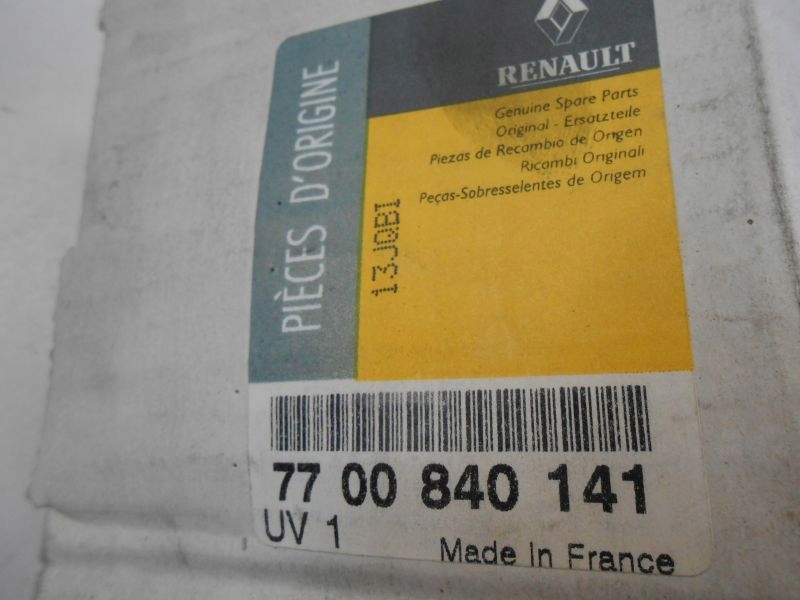 RENAULT
PIÈCES D'ORIGINE
Genuine Spare Parts
Original - Ersatzteile
Piezas de Recambio de Origen
Ricambi Originali
Peças-Sobresselentes de Origem
13JQBI
77 00 840 141
UV 1
Made In France